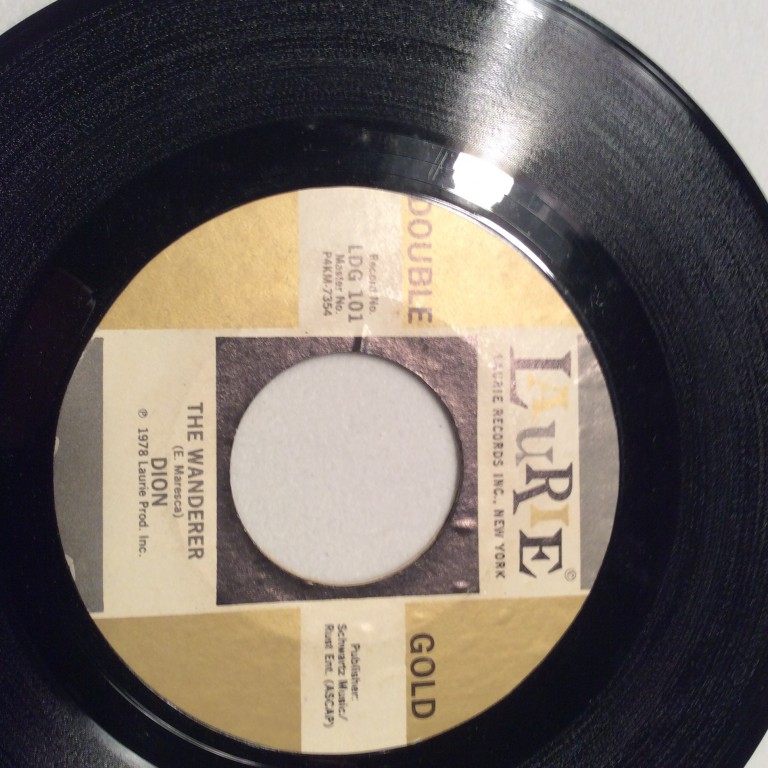 LAURIE ©
LAURIE RECORDS INC., NEW YORK
DOUBLE GOLD
Record No.
LDG 101
Master No.
P4KM-7354
Publisher:
Schwartz Music/
Rust Ent. (ASCAP)
THE WANDERER
(E. Maresca)
DION
℗ 1978 Laurie Prod. Inc.